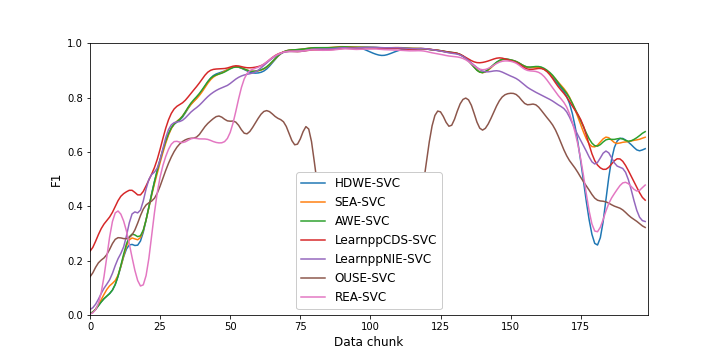 F1
1.0
0.8
0.6
0.4
0.2
0.0
HDWE-SVC
SEA-SVC
AWE-SVC
LearnppCDS-SVC
LearnppNIE-SVC
OUSE-SVC
REA-SVC
0 25 50 75 100 125 150 175
Data chunk